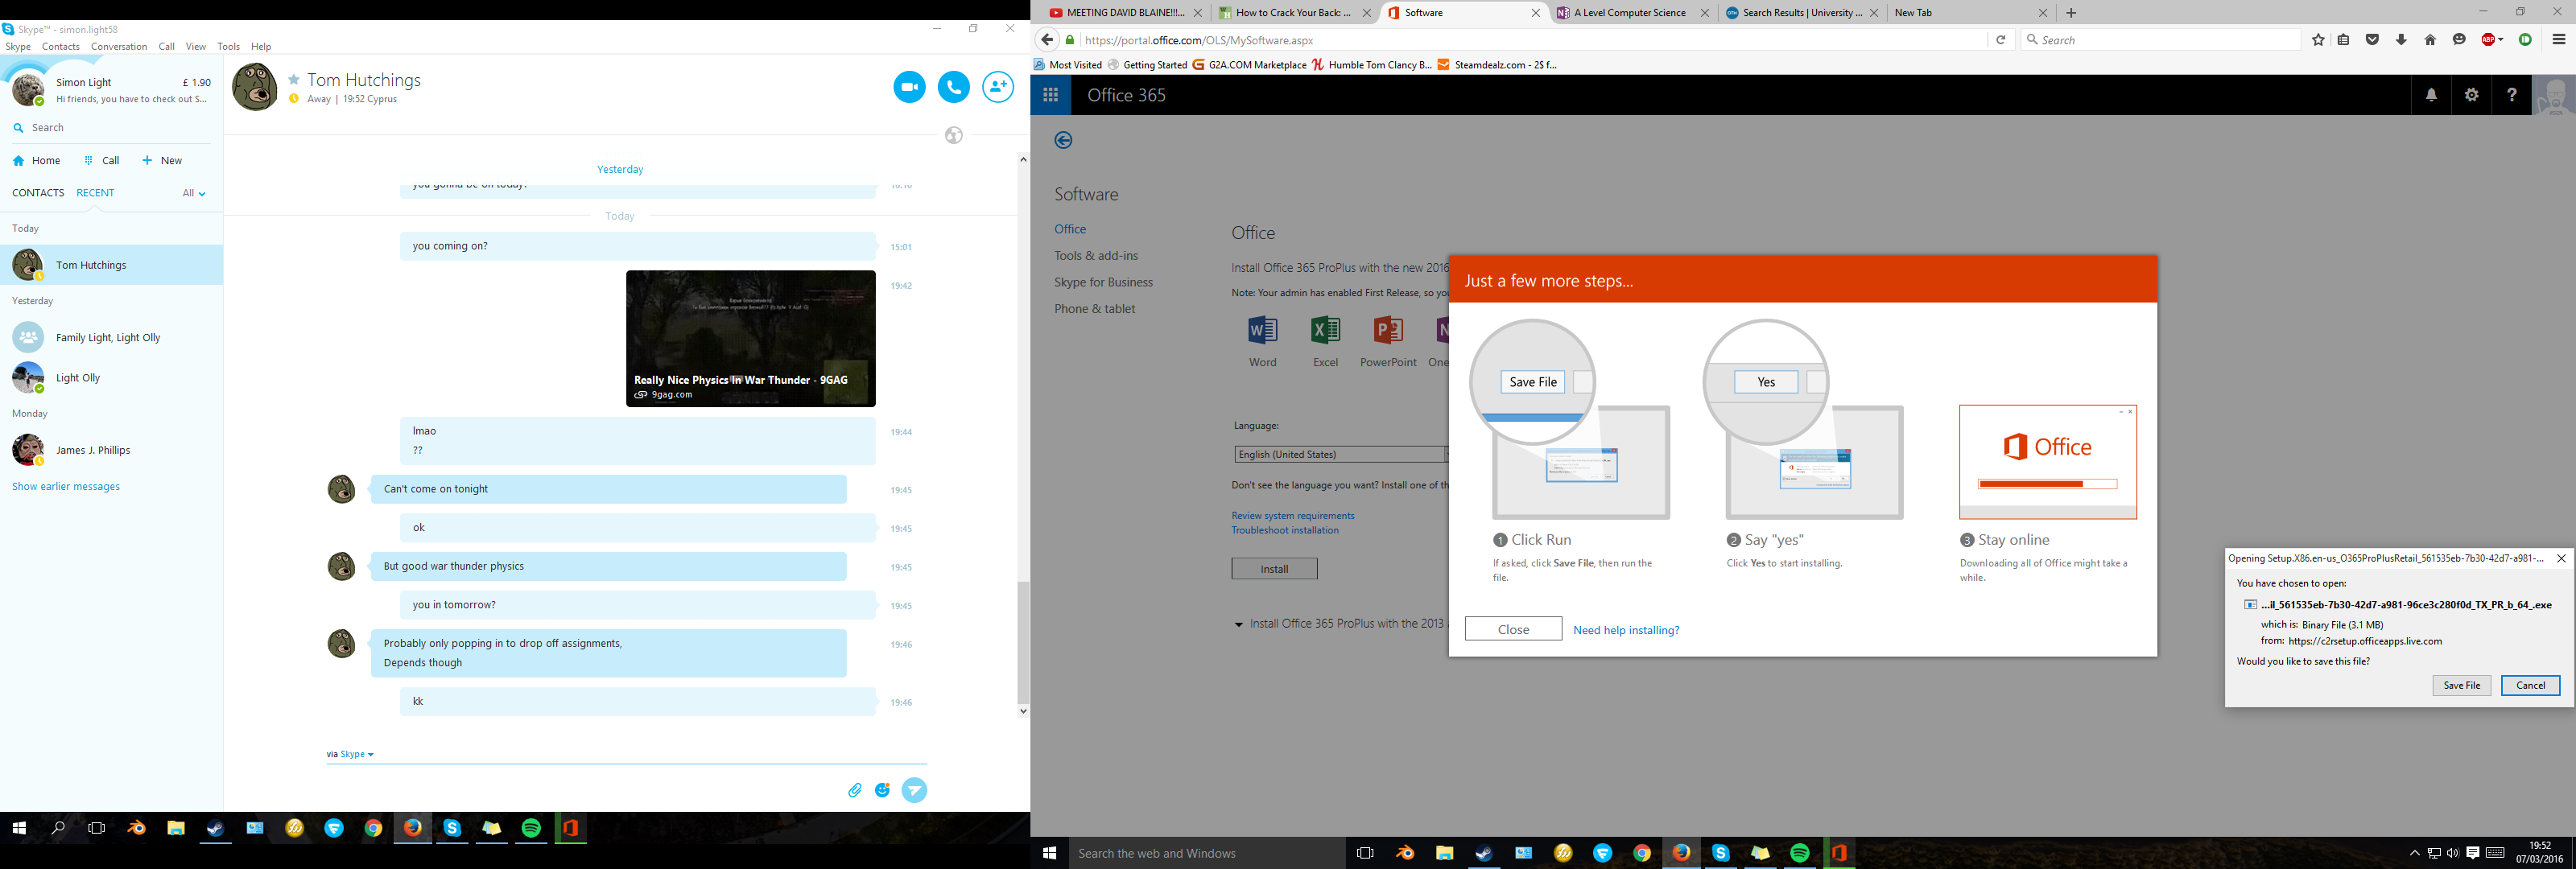 Skype™ - simon.light58
Skype Contacts Conversation Call View Tools Help
Simon Light £ 1.90
Hi friends, you have to check out S...
Search
Home Call New
CONTACTS RECENT All
Today
Tom Hutchings
Yesterday
Family Light, Light Olly
Light Olly
Monday
James J. Phillips
Show earlier messages
Tom Hutchings
Away | 19:52 Cyprus
Yesterday
you gonna be on today?
16:16
Today
you coming on?
15:01
19:42
Really Nice Physics In War Thunder - 9GAG
9gag.com
lmao
19:44
??
Can't come on tonight
19:45
ok
19:45
But good war thunder physics
19:45
you in tomorrow?
19:45
Probably only popping in to drop off assignments,
19:46
Depends though
kk
19:46
via Skype
MEETING DAVID BLAINE!!!... How to Crack Your Back: ... Software A Level Computer Science Search Results | University ... New Tab
https://portal.office.com/OLS/MySoftware.aspx
Search
ABP
Most Visited Getting Started G2A.COM Marketplace Humble Tom Clancy B... Steamdealz.com - 2$ f...
Office 365
Software
Office
Tools & add-ins
Skype for Business
Phone & tablet
Office
Install Office 365 ProPlus with the new 2016
Note: Your admin has enabled First Release, so you
Word Excel PowerPoint One
Language:
English (United States)
Don't see the language you want? Install one of th
Review system requirements
Troubleshoot installation
Install
Install Office 365 ProPlus with the 2013
Just a few more steps...
Save File
Yes
Office
1 Click Run
If asked, click Save File, then run the
file.
2 Say "yes"
Click Yes to start installing.
3 Stay online
Downloading all of Office might take a
while.
Close
Need help installing?
Opening Setup.X86.en-us_O365ProPlusRetail_561535eb-7b30-42d7-a981-...
You have chosen to open:
...il_561535eb-7b30-42d7-a981-96ce3c280f0d_TX_PR_b_64_.exe
which is: Binary File (3.1 MB)
from: https://c2rsetup.officeapps.live.com
Would you like to save this file?
Save File Cancel
Search the web and Windows
19:52
07/03/2016